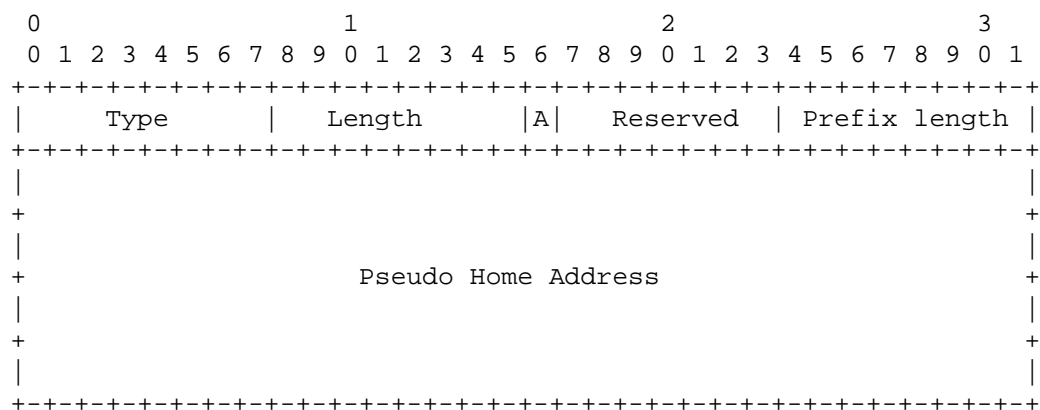 0                   1                   2                   3
 0 1 2 3 4 5 6 7 8 9 0 1 2 3 4 5 6 7 8 9 0 1 2 3 4 5 6 7 8 9 0 1
+-+-+-+-+-+-+-+-+-+-+-+-+-+-+-+-+-+-+-+-+-+-+-+-+-+-+-+-+-+-+-+-+
|     Type      |   Length      |A|   Reserved  | Prefix length |
+-+-+-+-+-+-+-+-+-+-+-+-+-+-+-+-+-+-+-+-+-+-+-+-+-+-+-+-+-+-+-+-+
|                                                               |
+                                                               +
|                                                               |
+                     Pseudo Home Address                       +
|                                                               |
+                                                               +
|                                                               |
+-+-+-+-+-+-+-+-+-+-+-+-+-+-+-+-+-+-+-+-+-+-+-+-+-+-+-+-+-+-+-+-+